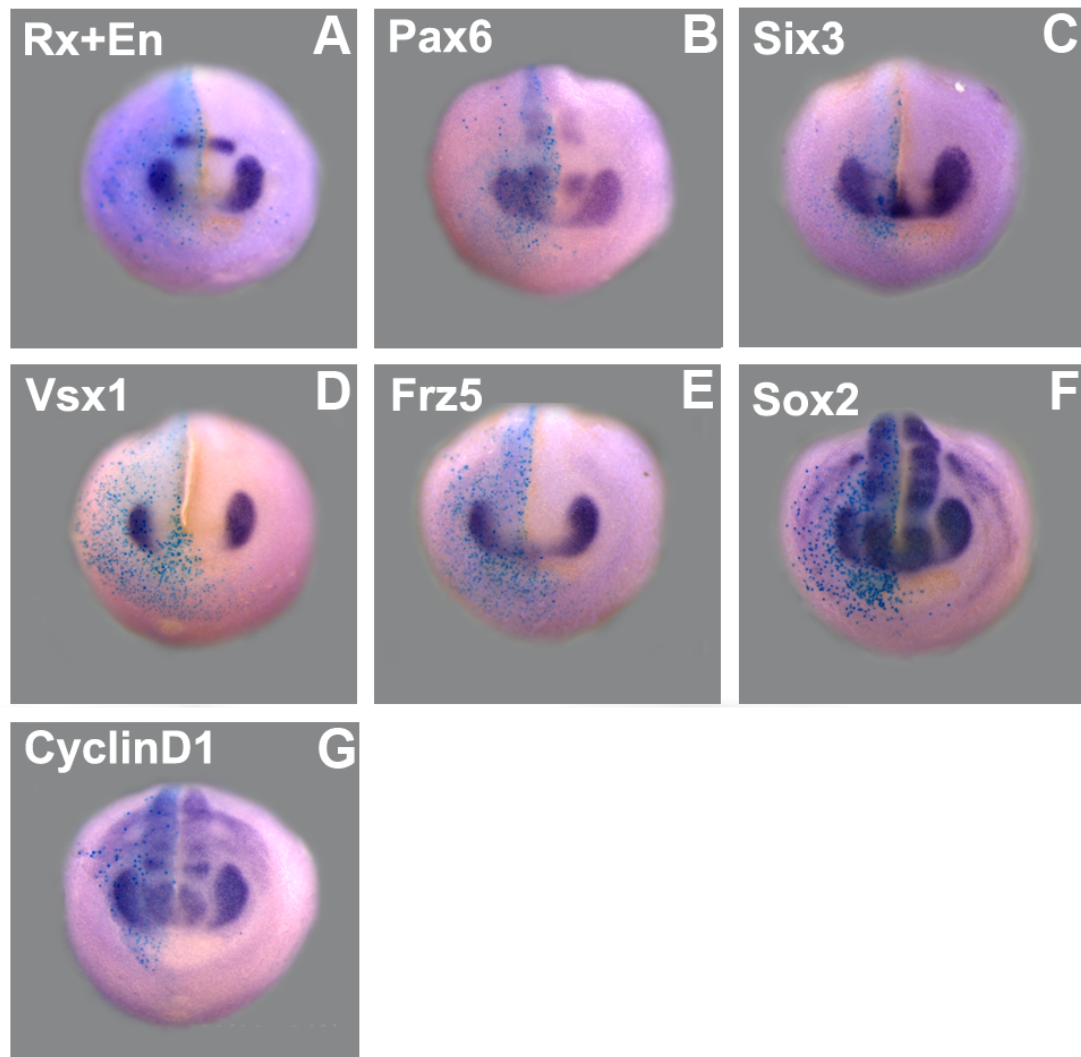 Rx+En A
Pax6 B
Six3 C
Vsx1 D
Frz5 E
Sox2 F
CyclinD1 G